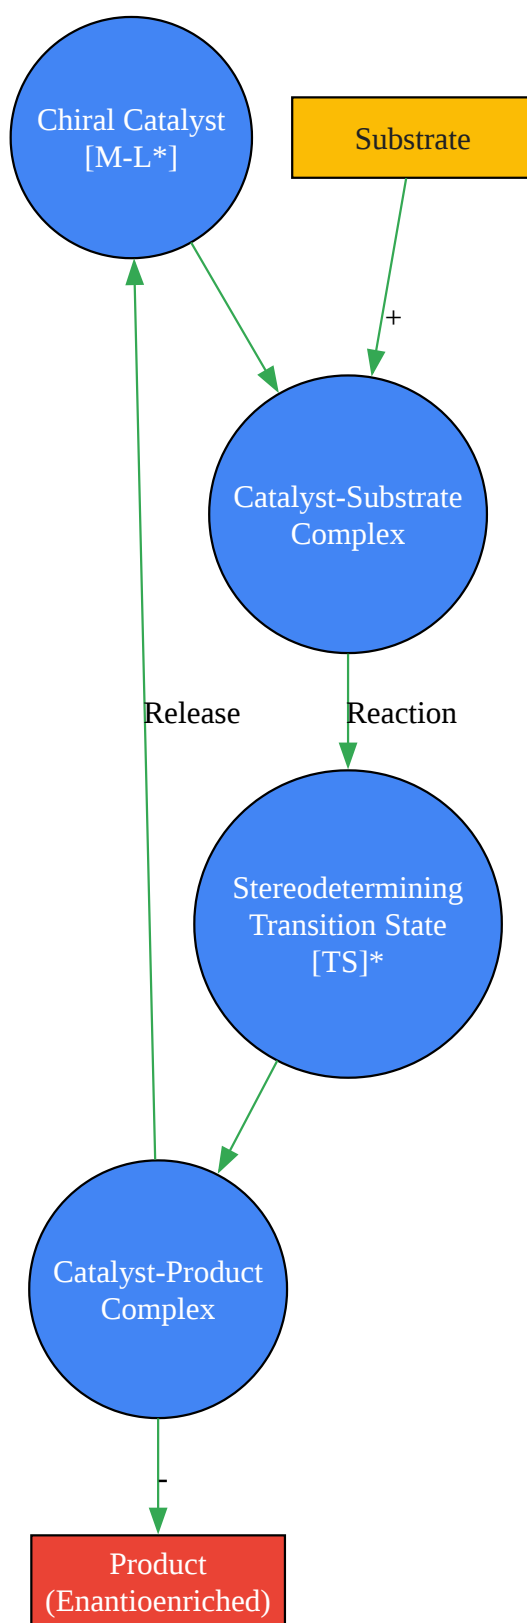 Chiral Catalyst
[M-L*]
Substrate
+
Catalyst-Substrate
Complex
Release
Reaction
Stereodetermining
Transition State
[TS]*
Catalyst-Product
Complex
-
Product
(Enantioenriched)